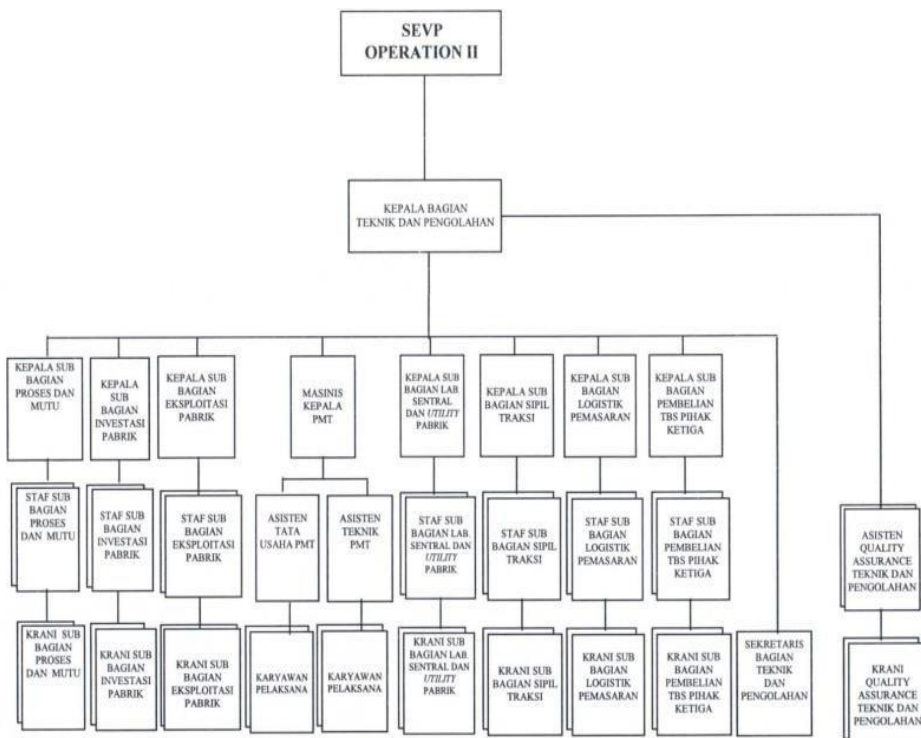 SEVP
OPERATION II
KEPALA BAGIAN
TEKNIK DAN PENGOLAHAN
KEPALA SUB
BAGIAN
PROSES DAN
MUTU
KEPALA
SUB
BAGIAN
INVESTASI
PABRIK
KEPALA SUB
BAGIAN
EKSPLOITASI
PABRIK
MASINIS
KEPALA
PMT
KEPALA SUB
BAGIAN LAB.
SENTRAL
DAN UTILITY
PABRIK
KEPALA SUB
BAGIAN SIPIL
TRAKSI
KEPALA SUB
BAGIAN
LOGISTIK
PEMASARAN
KEPALA SUB
BAGIAN
PEMBELIAN
TBS PIHAK
KETIGA
STAF SUB
BAGIAN
PROSES
DAN MUTU
STAF SUB
BAGIAN
INVESTASI
PABRIK
STAF SUB
BAGIAN
EKSPLOITASI
PABRIK
ASISTEN
TATA
USAHA PMT
ASISTEN
TEKNIK
PMT
STAF SUB
BAGIAN LAB.
SENTRAL DAN
UTILITY
PABRIK
STAF SUB
BAGIAN SIPIL
TRAKSI
STAF SUB
BAGIAN
LOGISTIK
PEMASARAN
STAF SUB
BAGIAN
PEMBELIAN
TBS PIHAK
KETIGA
ASISTEN
QUALITY
ASSURANCE
TEKNIK DAN
PENGOLAHAN
KRANI SUB
BAGIAN
PROSES
DAN MUTU
KRANI SUB
BAGIAN
INVESTASI
PABRIK
KRANI SUB
BAGIAN
EKSPLOITASI
PABRIK
KARYAWAN
PELAKSANA
KARYAWAN
PELAKSANA
KRANI SUB
BAGIAN LAB.
SENTRAL DAN
UTILITY
PABRIK
KRANI SUB
BAGIAN SIPIL
TRAKSI
KRANI SUB
BAGIAN
LOGISTIK
PEMASARAN
KRANI SUB
BAGIAN
PEMBELIAN
TBS PIHAK
KETIGA
SEKRETARIS
BAGIAN
TEKNIK
DAN
PENGOLAHAN
KRANI
QUALITY
ASSURANCE
TEKNIK DAN
PENGOLAHAN